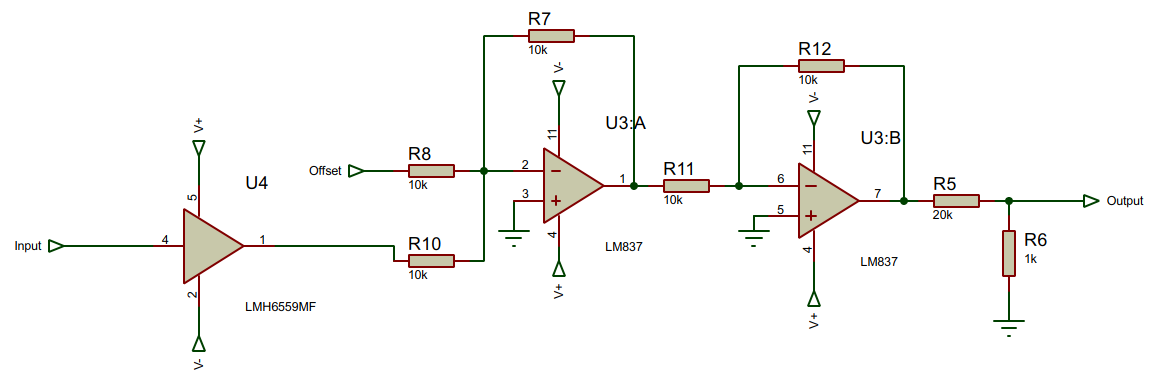 R7
10k
V-
11
U3:A
2
3
1
4
V+
LM837
Offset
R8
10k
R10
10k
V+
5
U4
Input
4
1
2
V-
LMH6559MF
R11
10k
R12
10k
V-
11
U3:B
6
5
7
4
V+
LM837
R5
20k
Output
R6
1k